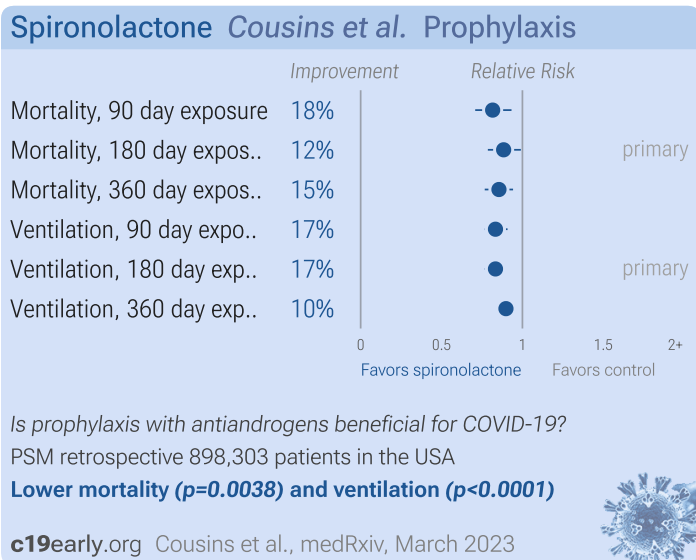 Spironolactone Cousins et al. Prophylaxis
Improvement Relative Risk
Mortality, 90 day exposure 18%
Mortality, 180 day expos.. 12% primary
Mortality, 360 day expos.. 15%
Ventilation, 90 day expo.. 17%
Ventilation, 180 day exp.. 17% primary
Ventilation, 360 day exp.. 10%
0 0.5 1 1.5 2+
Favors spironolactone Favors control
Is prophylaxis with antiandrogens beneficial for COVID-19?
PSM retrospective 898,303 patients in the USA
Lower mortality (p=0.0038) and ventilation (p<0.0001)
c19early.org Cousins et al., medRxiv, March 2023